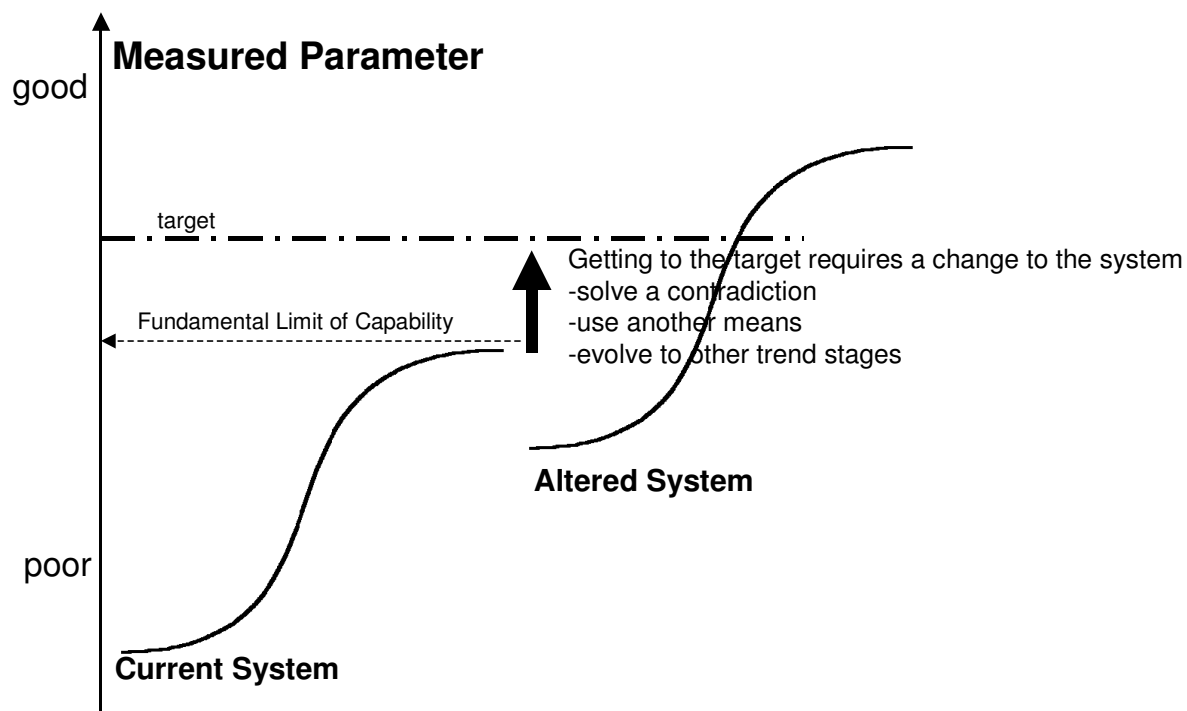 Measured Parameter
good
target
Getting to the target requires a change to the system
-solve a contradiction
-use another means
-evolve to other trend stages
Fundamental Limit of Capability
Altered System
poor
Current System